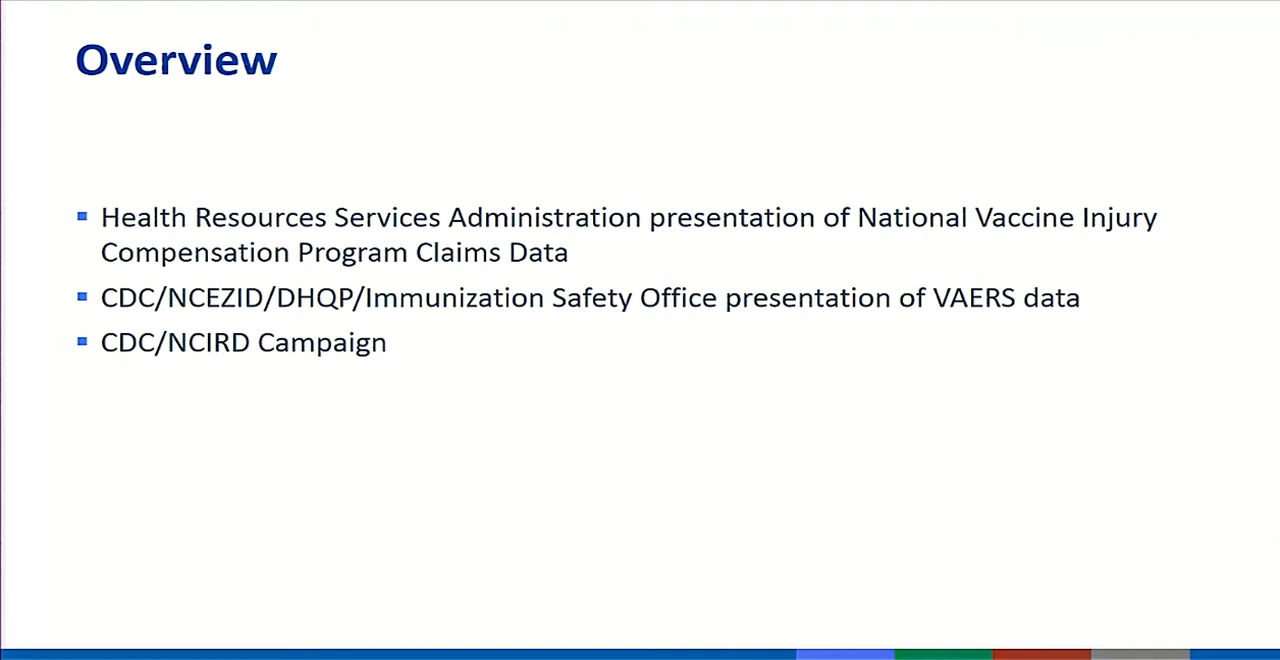 Overview
Health Resources Services Administration presentation of National Vaccine Injury
Compensation Program Claims Data
CDC/NCEZID/DHQP/Immunization Safety Office presentation of VAERS data
CDC/NCIRD Campaign